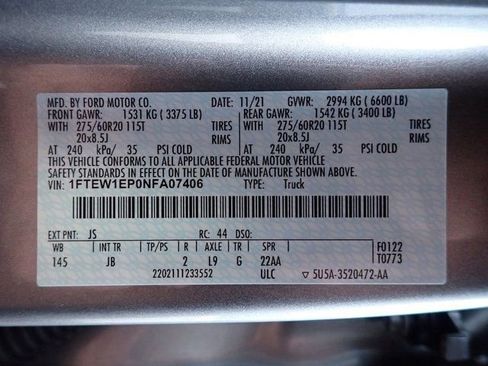 MFD. BY FORD MOTOR CO. 11/21 GVWR: 2994 KG ( 6600 LB)
FRONT GAWR: 1531 KG ( 3375 LB) REAR GAWR: 1542 KG ( 3400 LB)
WITH 275/60R20 115T TIRES WITH 275/60R20 115T TIRES
20x8.5J RIMS 20x8.5J RIMS
AT 240 kPa/ 35 PSI COLD AT 240 kPa/ 35 PSI COLD
THIS VEHICLE CONFORMS TO ALL APPLICABLE FEDERAL MOTOR VEHICLE
SAFETY STANDARDS IN EFFECT ON THE DATE OF MANUFACTURE SHOWN ABOVE.
VIN: 1FTEW1EP0NFA07406 TYPE: Truck
EXT PNT: JS RC: 44 DSO:
WB INT TR TP/PS R AXLE TR SPR F0122
145 JB 2 L9 G 22AA T0773
2202111233552 ULC ▽ 5U5A-3520472-AA